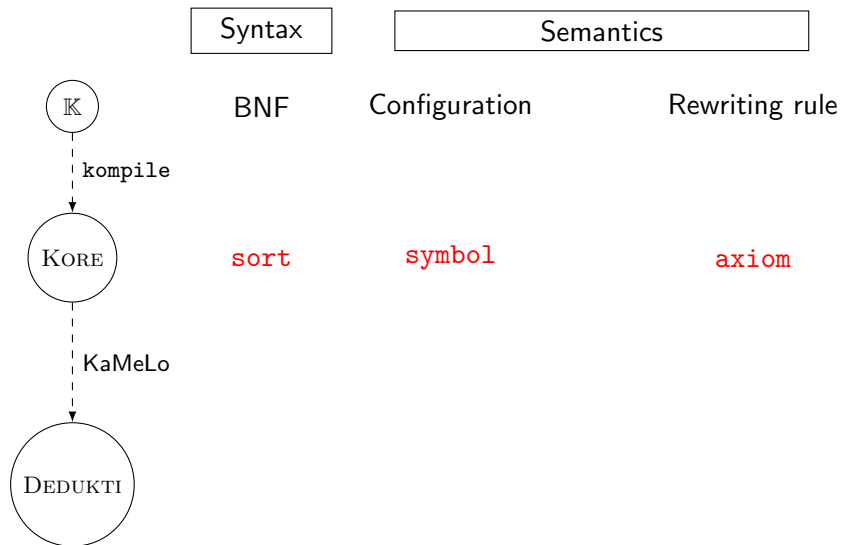 Syntax Semantics
𝕂 BNF Configuration Rewriting rule
kompile
KORE sort symbol axiom
KaMeLo
DEDUKTI